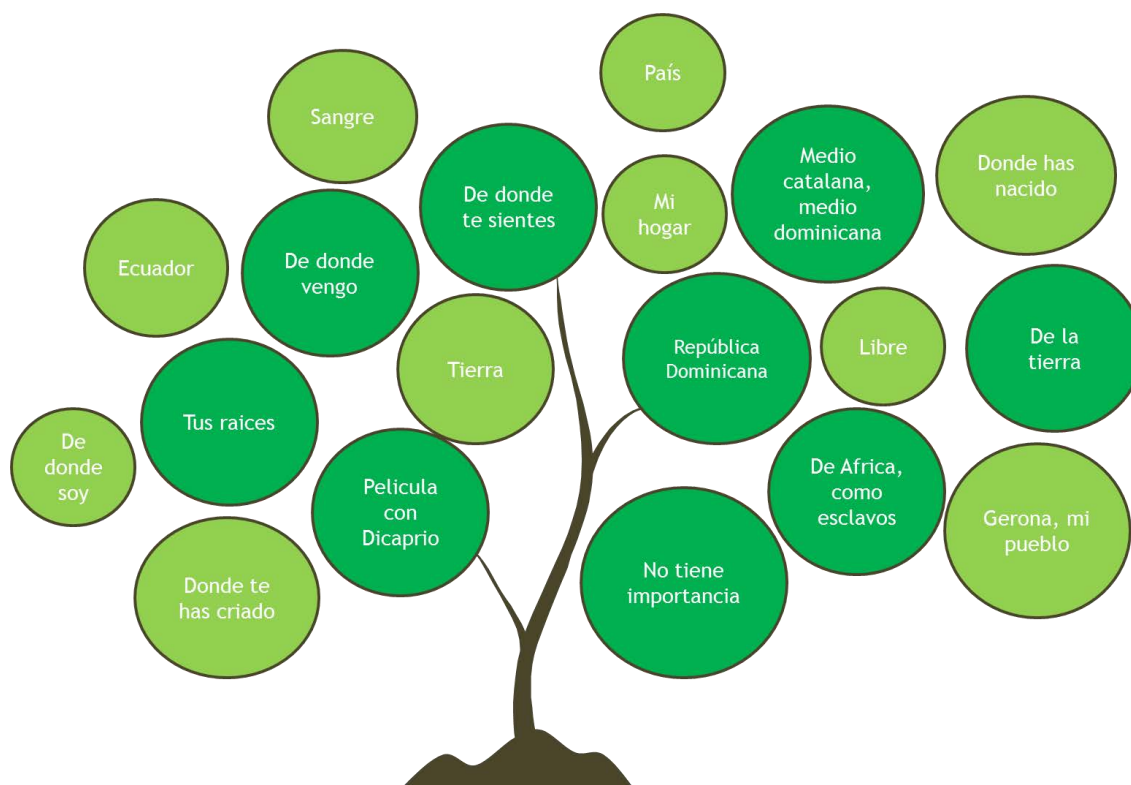 País
Sangre
Medio
catalana,
medio
dominicana
Donde has
nacido
De donde
te sientes
Mi
hogar
Ecuador
De donde
vengo
República
Dominicana
Libre
De la
tierra
Tierra
Tus raices
De
donde
soy
Pelicula
con
Dicaprio
De Africa,
como
esclavos
Gerona, mi
pueblo
No tiene
importancia
Donde te
has criado